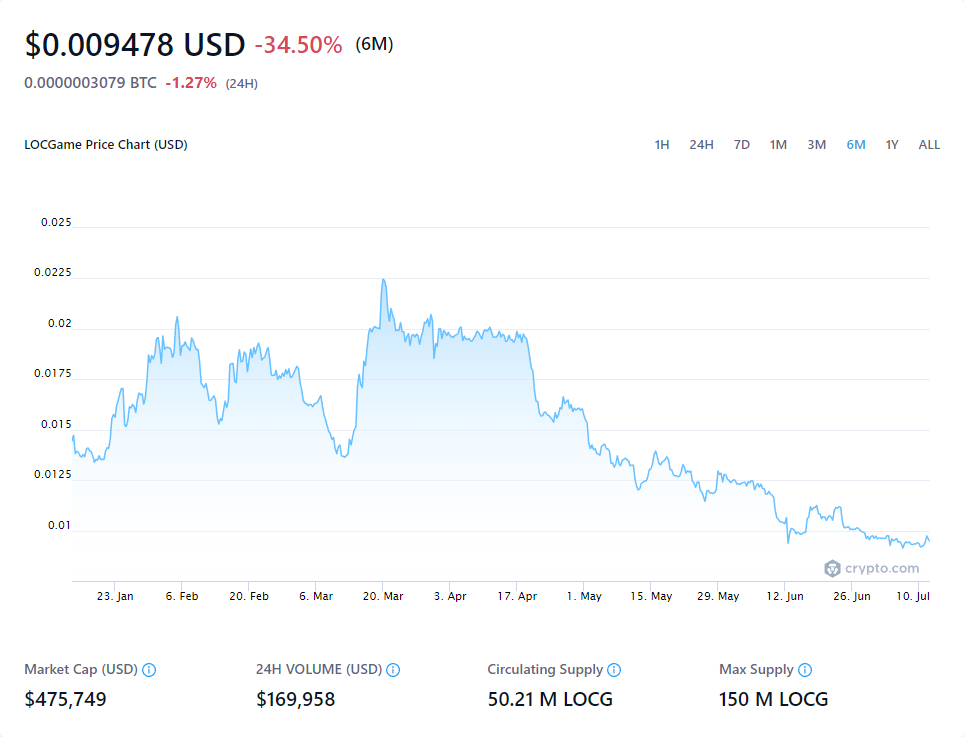 $0.009478 USD -34.50% (6M)
0.0000003079 BTC -1.27% (24H)
LOCGame Price Chart (USD) 1H 24H 7D 1M 3M 6M 1Y ALL
0.025
0.0225
0.02
0.0175
0.015
0.0125
0.01
crypto.com
23. Jan 6. Feb 20. Feb 6. Mar 20. Mar 3. Apr 17. Apr 1. May 15. May 29. May 12. Jun 26. Jun 10. Jul
Market Cap (USD) 24H VOLUME (USD) Circulating Supply Max Supply
$475,749 $169,958 50.21 M LOCG 150 M LOCG